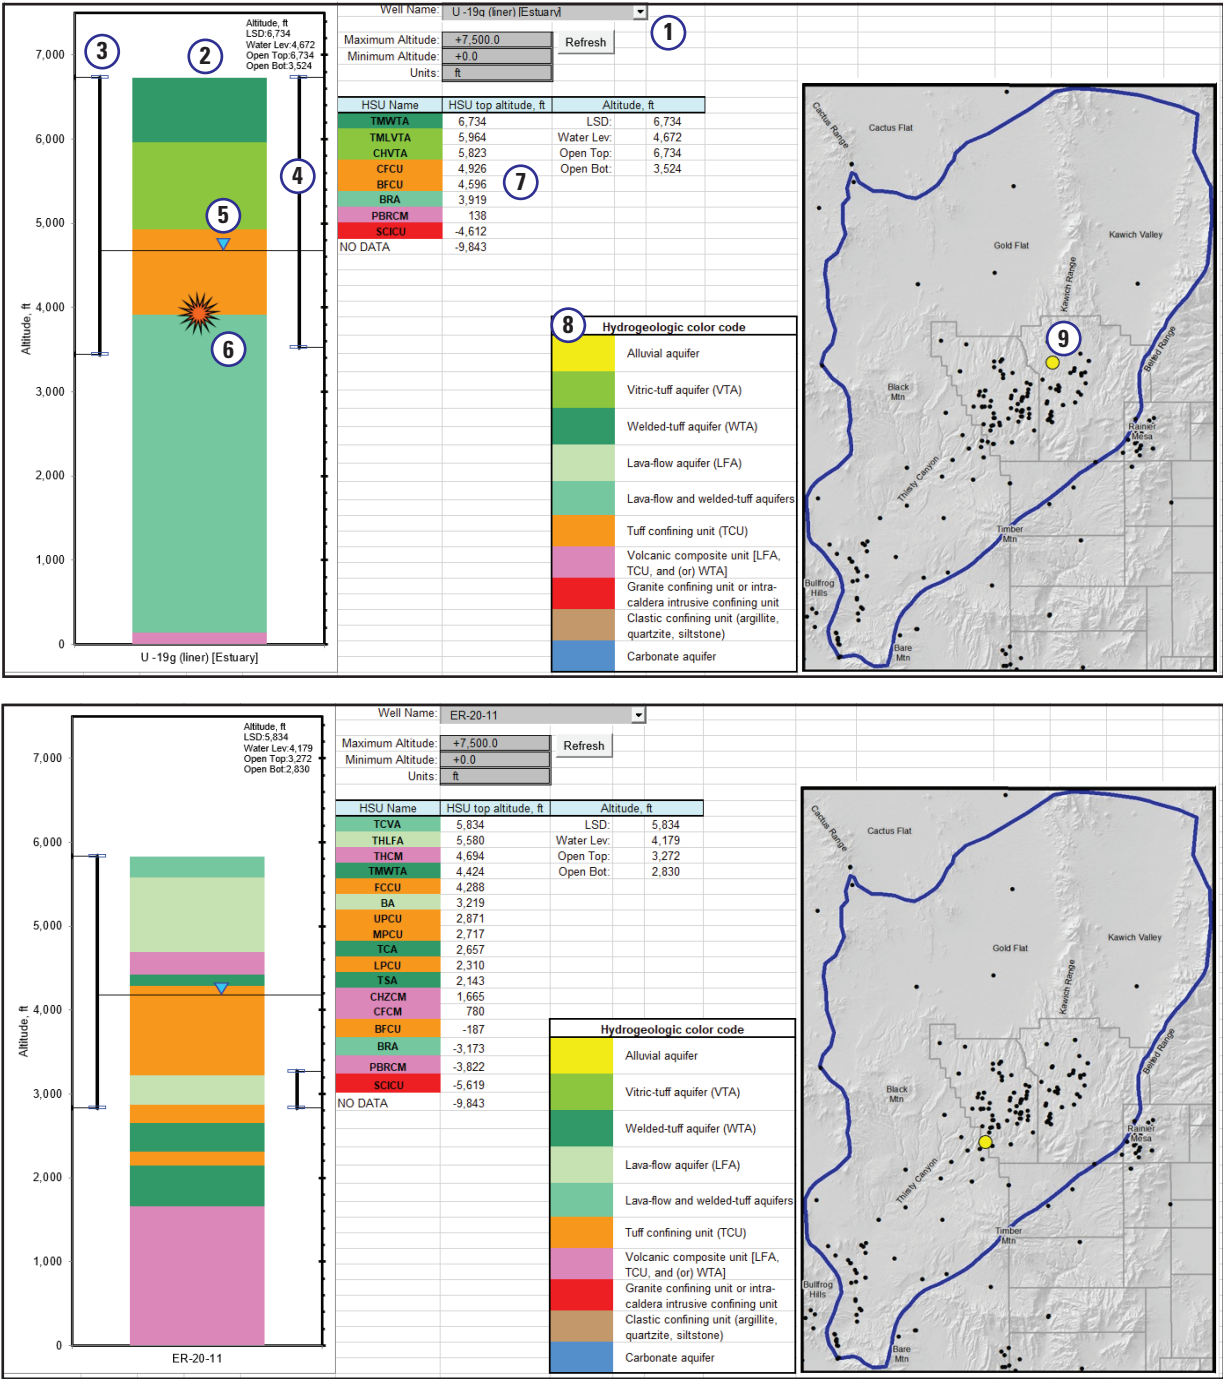 Well Name: U -19g (liner) [Estuary]
1
Maximum Altitude: +7,500.0
Refresh
Minimum Altitude: +0.0
Units: ft
Altitude, ft
LSD:6,734
Water Lev:4,672
Open Top:6,734
Open Bot:3,524
3
2
4
5
6
Altitude, ft
7,000
6,000
5,000
4,000
3,000
2,000
1,000
0
U -19g (liner) [Estuary]
HSU Name HSU top altitude, ft Altitude, ft
TMWTA 6,734 LSD: 6,734
TMLVTA 5,964 Water Lev: 4,672
CHVTA 5,823 Open Top: 6,734
CFCU 4,926 Open Bot: 3,524
BFCU 4,596
7
BRA 3,919
PBRCM 138
SCICU -4,612
NO DATA -9,843
8
Hydrogeologic color code
Alluvial aquifer
Vitric-tuff aquifer (VTA)
Welded-tuff aquifer (WTA)
Lava-flow aquifer (LFA)
Lava-flow and welded-tuff aquifers
Tuff confining unit (TCU)
Volcanic composite unit [LFA,
TCU, and (or) WTA]
Granite confining unit or intra-
caldera intrusive confining unit
Clastic confining unit (argillite,
quartzite, siltstone)
Carbonate aquifer
Cactus Range
Cactus Flat
Kawich Valley
Gold Flat
Kawich Range
9
Belted Range
Black
Mtn
Rainier
Mesa
Thirsty Canyon
Timber
Mtn
Bullfrog
Hills
Bare
Mtn
Well Name: ER-20-11
Maximum Altitude: +7,500.0
Refresh
Minimum Altitude: +0.0
Units: ft
Altitude, ft
LSD:5,834
Water Lev:4,179
Open Top:3,272
Open Bot:2,830
Altitude, ft
7,000
6,000
5,000
4,000
3,000
2,000
1,000
0
ER-20-11
HSU Name HSU top altitude, ft Altitude, ft
TCVA 5,834 LSD: 5,834
THLFA 5,580 Water Lev: 4,179
THCM 4,694 Open Top: 3,272
TMWTA 4,424 Open Bot: 2,830
FCCU 4,288
BA 3,219
UPCU 2,871
MPCU 2,717
TCA 2,657
LPCU 2,310
TSA 2,143
CHZCM 1,665
CFCM 780
BFCU -187
BRA -3,173
PBRCM -3,822
SCICU -5,619
NO DATA -9,843
Hydrogeologic color code
Alluvial aquifer
Vitric-tuff aquifer (VTA)
Welded-tuff aquifer (WTA)
Lava-flow aquifer (LFA)
Lava-flow and welded-tuff aquifers
Tuff confining unit (TCU)
Volcanic composite unit [LFA,
TCU, and (or) WTA]
Granite confining unit or intra-
caldera intrusive confining unit
Clastic confining unit (argillite,
quartzite, siltstone)
Carbonate aquifer
Cactus Range
Cactus Flat
Kawich Valley
Gold Flat
Kawich Range
Belted Range
Black
Mtn
Rainier
Mesa
Thirsty Canyon
Timber
Mtn
Bullfrog
Hills
Bare
Mtn